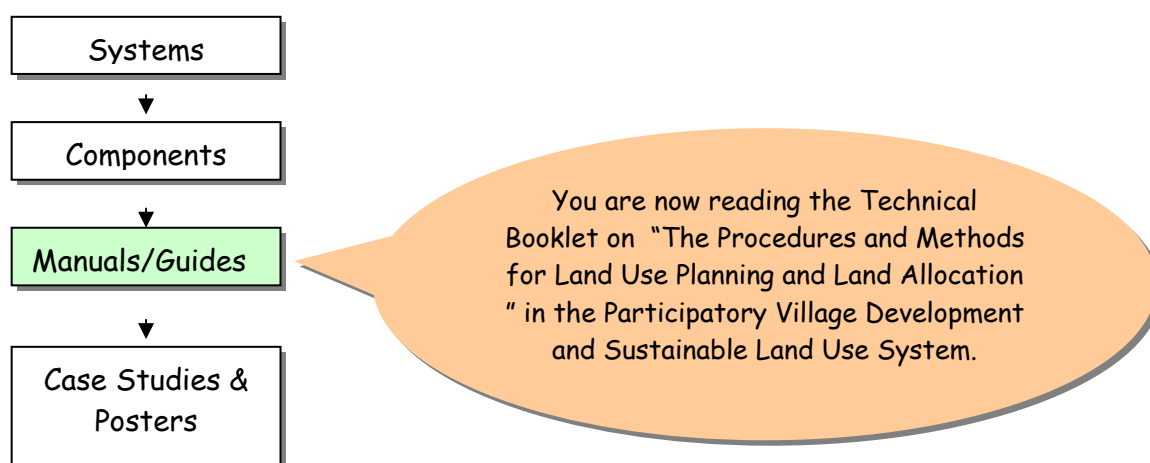 Systems
Components
Manuals/Guides
Case Studies &
Posters
You are now reading the Technical
Booklet on “The Procedures and Methods
for Land Use Planning and Land Allocation
” in the Participatory Village Development
and Sustainable Land Use System.